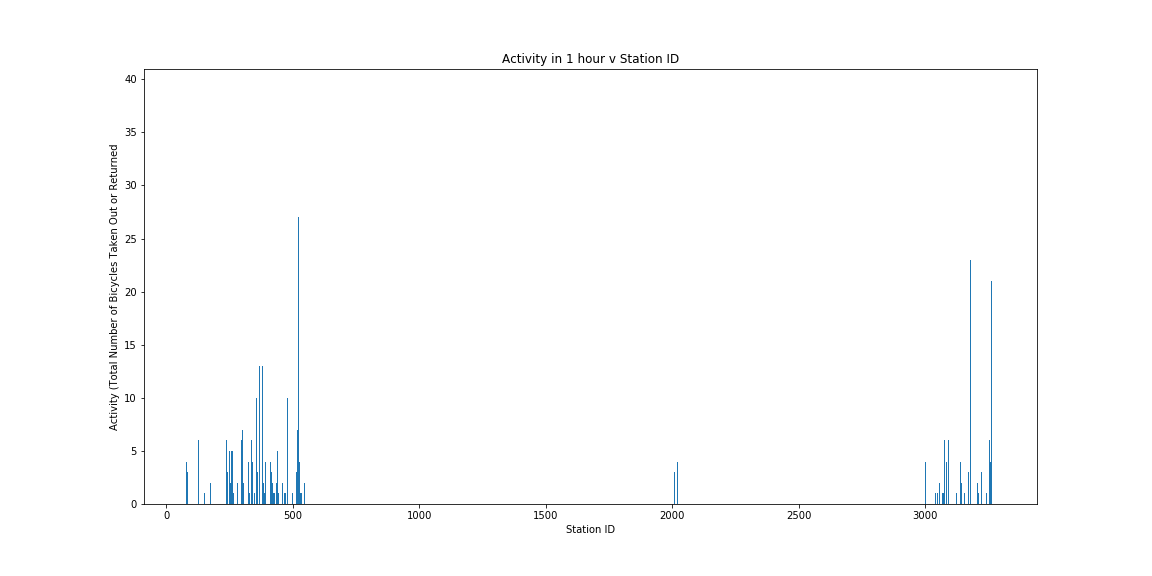 Activity in 1 hour v Station ID
40
35
30
25
20
15
10
5
0
Activity (Total Number of Bicycles Taken Out or Returned
0 500 1000 1500 2000 2500 3000
Station ID